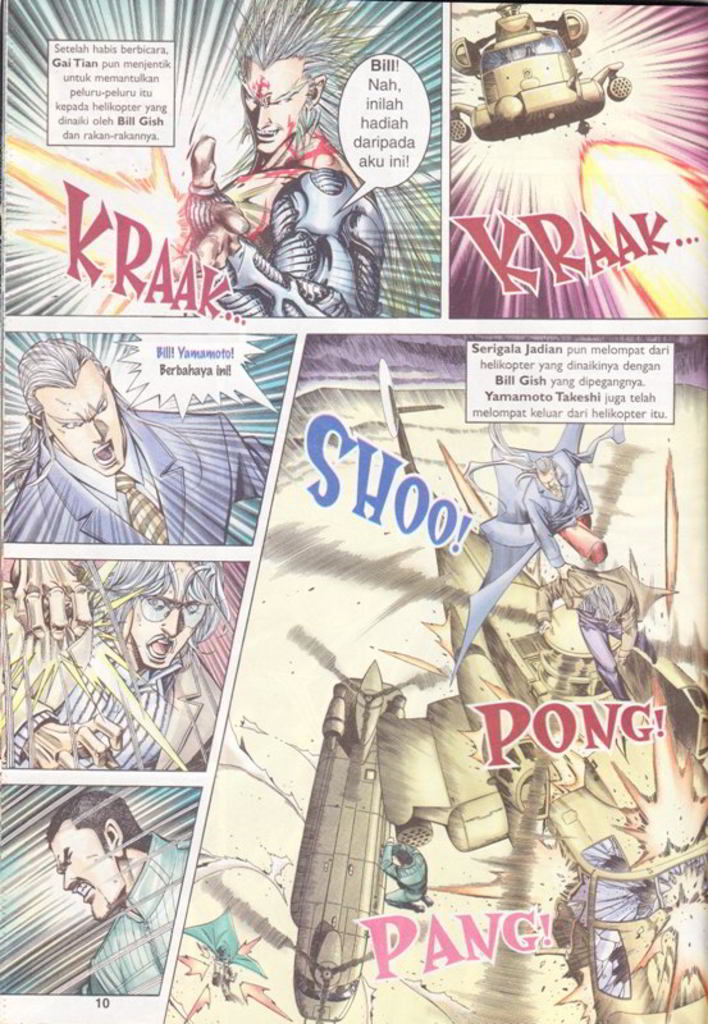 Setelah habis berbicara,
Gai Tian pun menjentik
untuk memantulkan
peluru-peluru itu
kepada helikopter yang
dinaiki oleh Bill Gish
dan rakan-rakannya.
Bill!
Nah,
inilah
hadiah
daripada
aku ini!
KRAAK...
KRAAK...
Bill! Yamamoto!
Berbahaya ini!
Serigala Jadian pun melompat dari
helikopter yang dinaikinya dengan
Bill Gish yang dipegangnya.
Yamamoto Takeshi juga telah
melompat keluar dari helikopter itu.
SHOO!
PONG!
PANG!
10